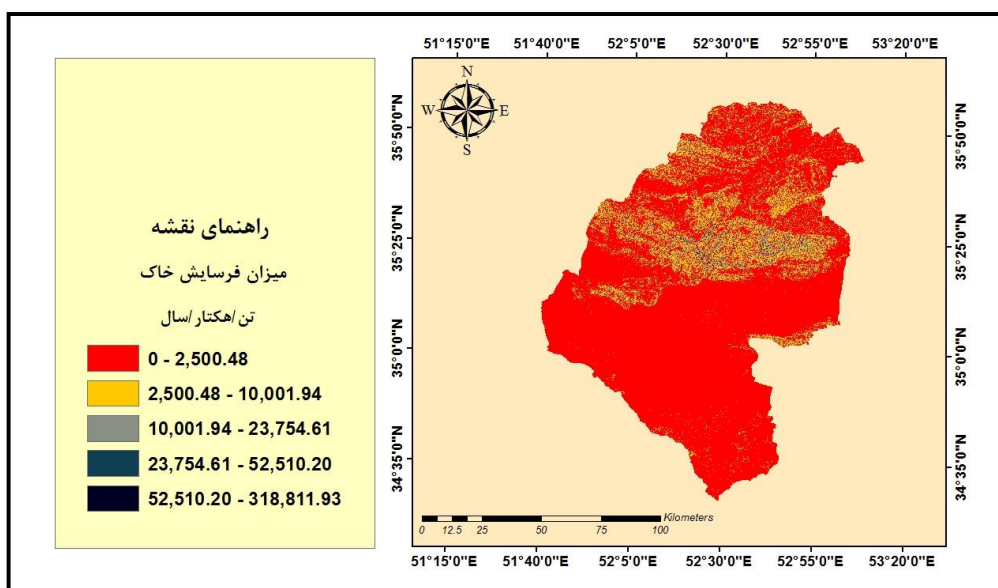 راهنمای نقشه
میزان فرسایش خاک
تن/هکتار/سال
0 - 2,500.48
2,500.48 - 10,001.94
10,001.94 - 23,754.61
23,754.61 - 52,510.20
52,510.20 - 318,811.93
51°15'0"E 51°40'0"E 52°5'0"E 52°30'0"E 52°55'0"E 53°20'0"E
N
W E
S
35°50'0"N 35°50'0"N
35°25'0"N 35°25'0"N
35°0'0"N 35°0'0"N
34°35'0"N 34°35'0"N
Kilometers
0 12.5 25 50 75 100
51°15'0"E 51°40'0"E 52°5'0"E 52°30'0"E 52°55'0"E 53°20'0"E